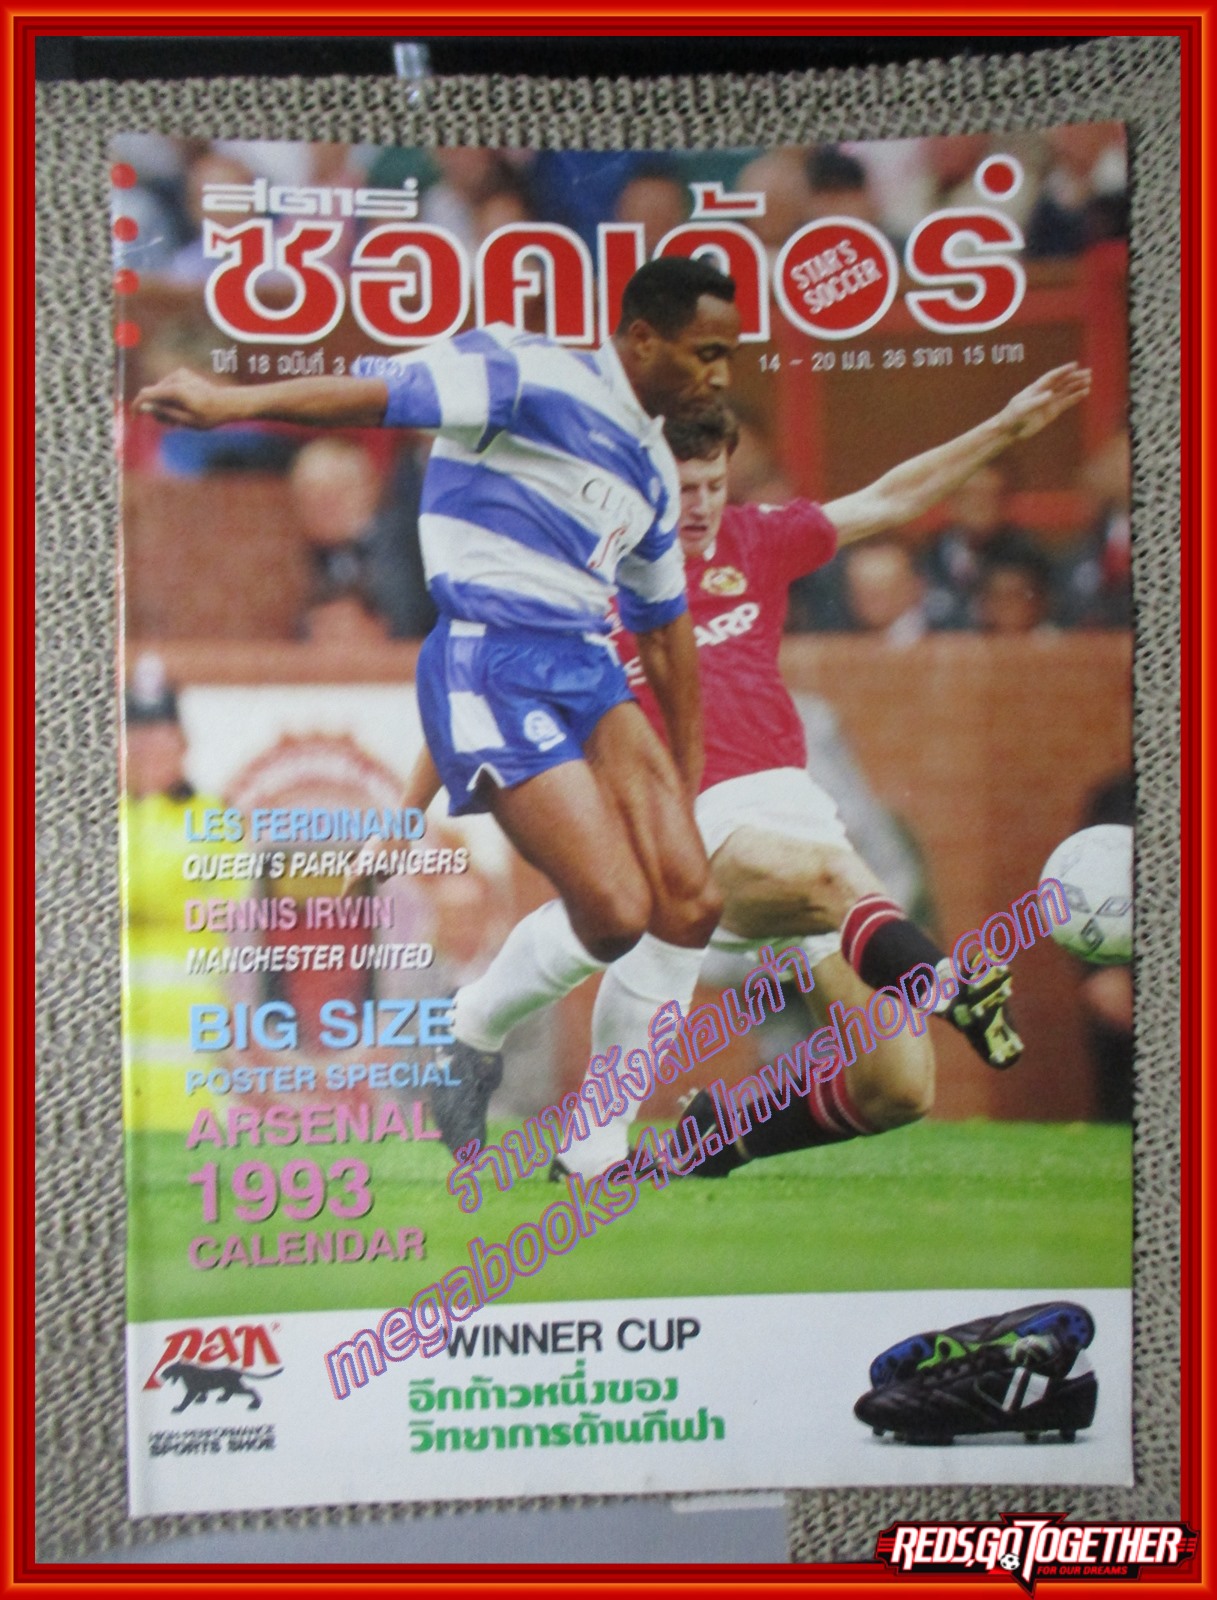 สตาร์
ซอคเก้อร์
STAR'S
SOCCER
ปีที่ 18 ฉบับที่ 3 (793)
14 - 20 ม.ค. 36 ราคา 15 บาท
LES FERDINAND
QUEEN'S PARK RANGERS
DENNIS IRWIN
MANCHESTER UNITED
BIG SIZE
POSTER SPECIAL
ARSENAL
1993
CALENDAR
ร้านหนังสือเก่า
megabooks4u.lnwshop.com
Pan
HIGH PERFORMANCE
SPORTS SHOE
WINNER CUP
อีกก้าวหนึ่งของ
วิทยาการด้านกีฬา
REDS,GO TOGETHER
FOR OUR DREAMS